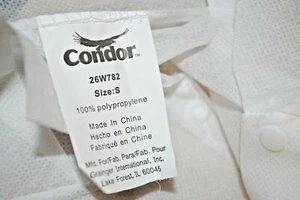 Condor™
26W782
Size:S
100% polypropylene
Made in China
Hecho en China
Fabriqué en Chine
Mfd. For/Fab. Para/Fab. Pour
Grainger International, Inc.
Lake Forest, IL 60045